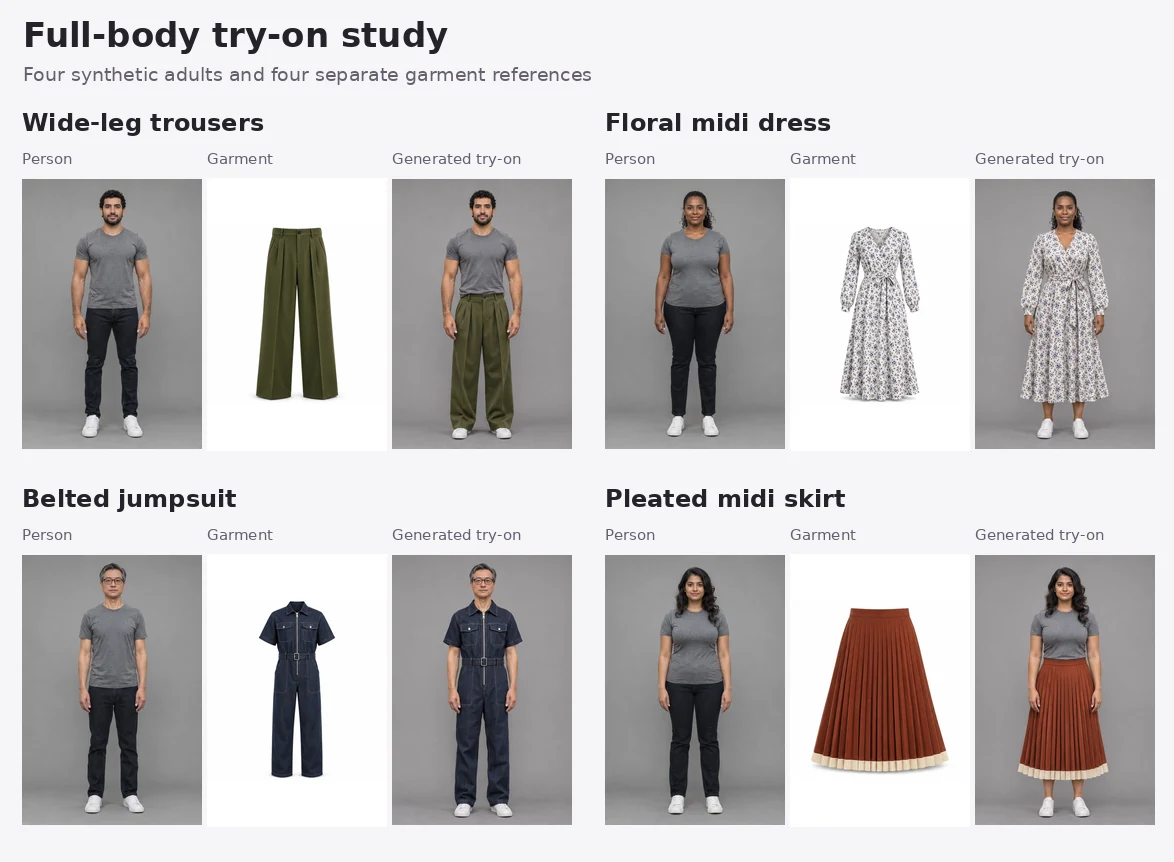 Full-body try-on study
Four synthetic adults and four separate garment references
Wide-leg trousers
Person
Garment
Generated try-on
Floral midi dress
Person
Garment
Generated try-on
Belted jumpsuit
Person
Garment
Generated try-on
Pleated midi skirt
Person
Garment
Generated try-on